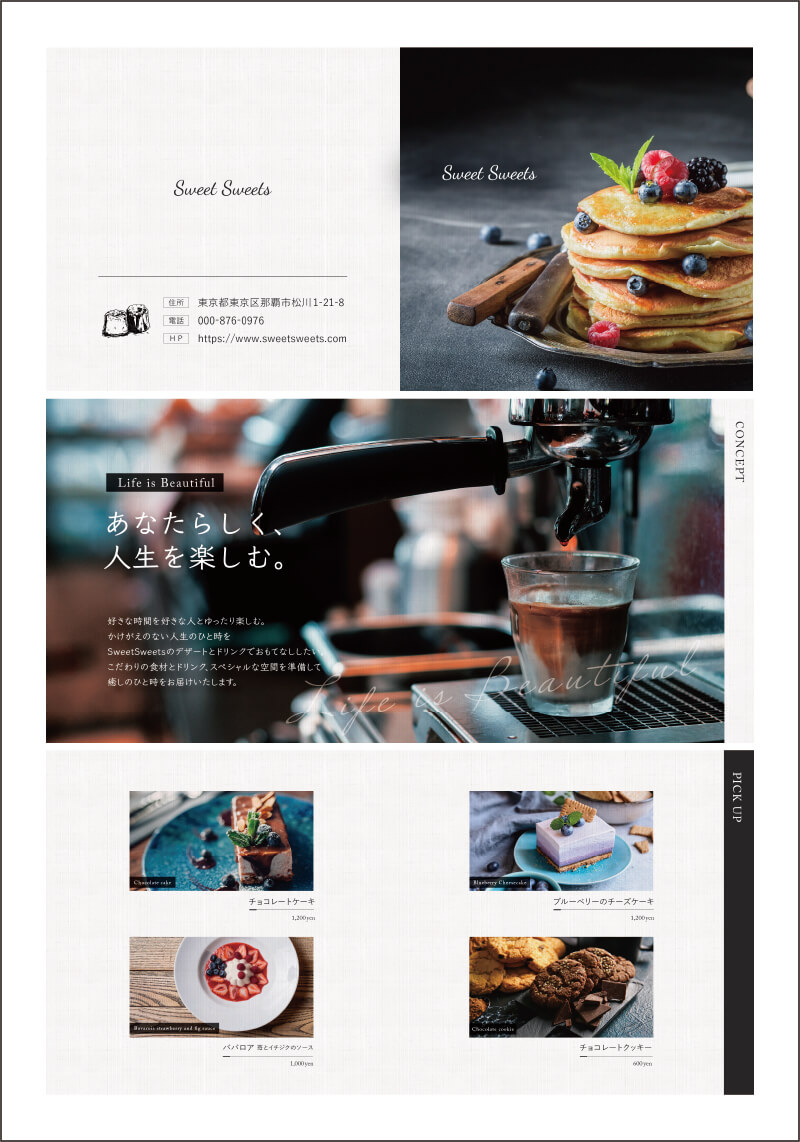 Sweet Sweets
住所 東京都東京区那覇市松川1-21-8
電話 000-876-0976
HP https://www.sweetsweets.com
Sweet Sweets
CONCEPT
Life is Beautiful
あなたらしく、
人生を楽しむ。
好きな時間を好きな人とゆったり楽しむ。
かけがえのない人生のひと時を
SweetSweetsのデザートとドリンクでおもてなししたい。
こだわりの食材とドリンク、スペシャルな空間を準備して
癒しのひと時をお届けいたします。
Life is Beautiful
PICK UP
Chocolate cake
チョコレートケーキ
1,200yen
Blueberry Cheesecake
ブルーベリーのチーズケーキ
1,200yen
Bavarois strawberry and fig sauce
ババロア 苺とイチジクのソース
1,000yen
Chocolate cookie
チョコレートクッキー
600yen